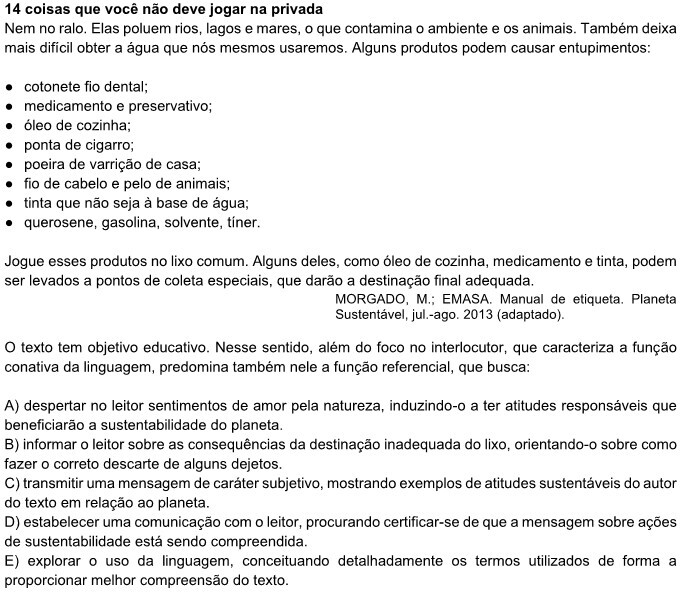 14 coisas que você não deve jogar na privada
Nem no ralo. Elas poluem rios, lagos e mares, o que contamina o ambiente e os animais. Também deixa
mais difícil obter a água que nós mesmos usaremos. Alguns produtos podem causar entupimentos:
● cotonete fio dental;
● medicamento e preservativo;
● óleo de cozinha;
● ponta de cigarro;
● poeira de varrição de casa;
● fio de cabelo e pelo de animais;
● tinta que não seja à base de água;
● querosene, gasolina, solvente, tíner.
Jogue esses produtos no lixo comum. Alguns deles, como óleo de cozinha, medicamento e tinta, podem
ser levados a pontos de coleta especiais, que darão a destinação final adequada.
MORGADO, M.; EMASA. Manual de etiqueta. Planeta
Sustentável, jul.-ago. 2013 (adaptado).
O texto tem objetivo educativo. Nesse sentido, além do foco no interlocutor, que caracteriza a função
conativa da linguagem, predomina também nele a função referencial, que busca:
A) despertar no leitor sentimentos de amor pela natureza, induzindo-o a ter atitudes responsáveis que
beneficiarão a sustentabilidade do planeta.
B) informar o leitor sobre as consequências da destinação inadequada do lixo, orientando-o sobre como
fazer o correto descarte de alguns dejetos.
C) transmitir uma mensagem de caráter subjetivo, mostrando exemplos de atitudes sustentáveis do autor
do texto em relação ao planeta.
D) estabelecer uma comunicação com o leitor, procurando certificar-se de que a mensagem sobre ações
de sustentabilidade está sendo compreendida.
E) explorar o uso da linguagem, conceituando detalhadamente os termos utilizados de forma a
proporcionar melhor compreensão do texto.